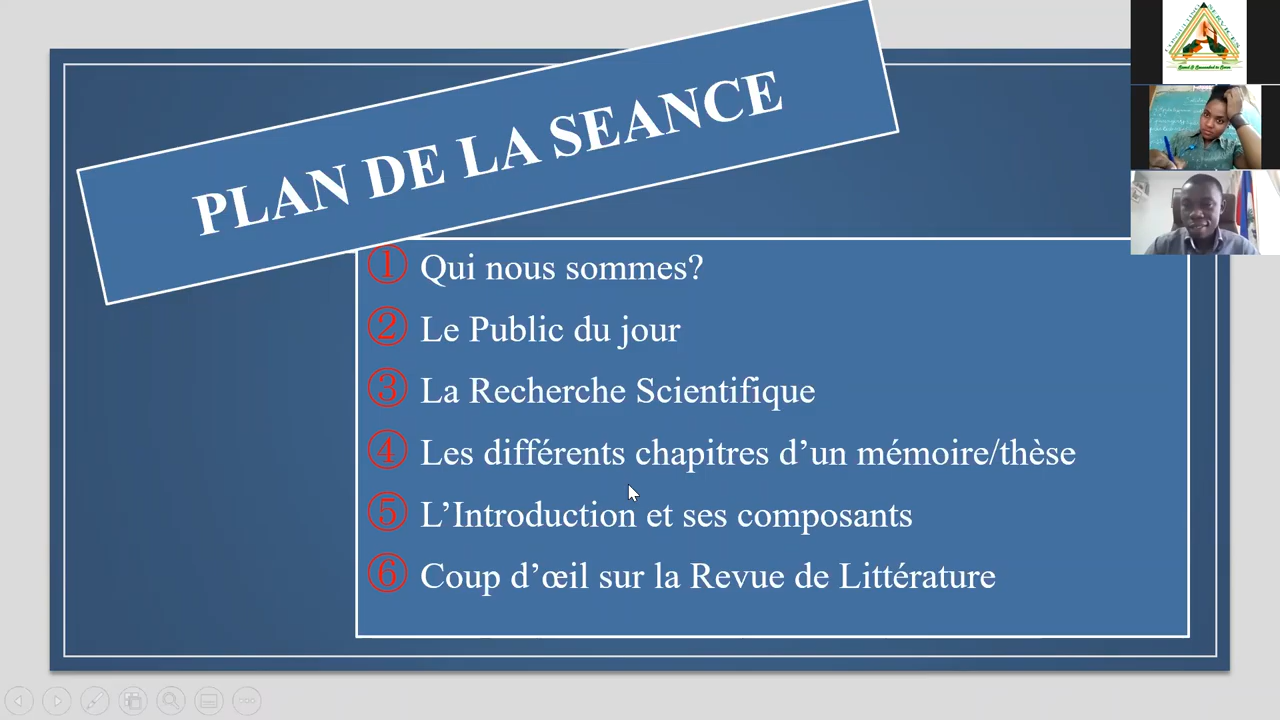 PLAN DE LA SEANCE
① Qui nous sommes?
② Le Public du jour
③ La Recherche Scientifique
④ Les différents chapitres d’un mémoire/thèse
⑤ L’Introduction et ses composants
⑥ Coup d’œil sur la Revue de Littérature